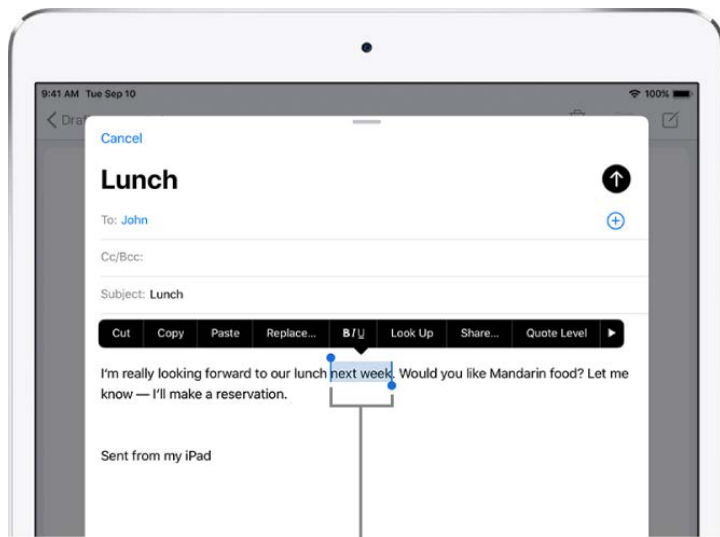 9:41 AM Tue Sep 10 100%
Cancel
Lunch
To: John
Cc/Bcc:
Subject: Lunch
Cut Copy Paste Replace... B I U Look Up Share... Quote Level
I'm really looking forward to our lunch next week. Would you like Mandarin food? Let me
know — I'll make a reservation.
Sent from my iPad